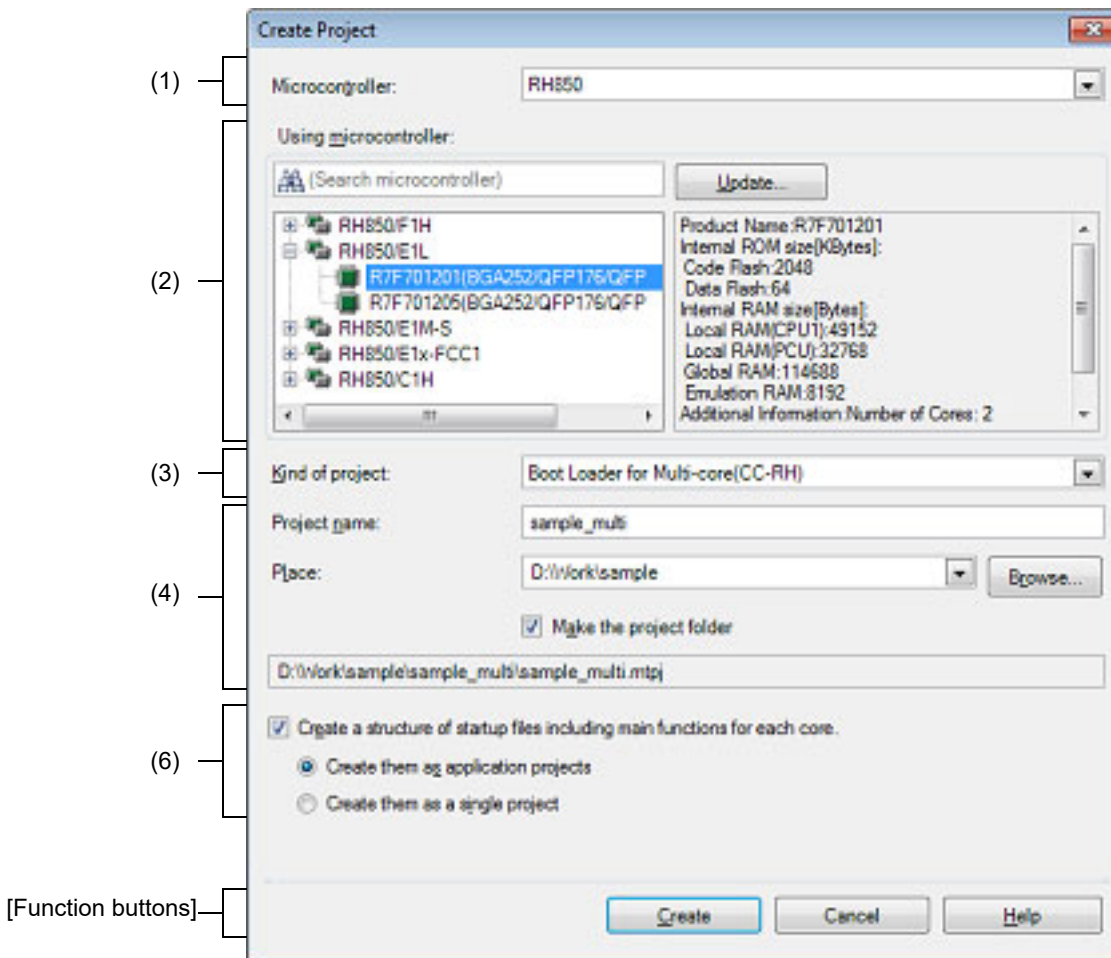 Create Project
(1)
Microcontroller:
RH850
Using microcontroller:
(Search microcontroller)
Update...
(2)
RH850/F1H
RH850/E1L
R7F701201(BGA252/QFP176/QFP
R7F701205(BGA252/QFP176/QFP
RH850/E1M-S
RH850/E1x-FCC1
RH850/C1H
Product Name:R7F701201
Internal ROM size[KBytes]:
Code Flash:2048
Data Flash:64
Internal RAM size[Bytes]:
Local RAM(CPU1):49152
Local RAM(PCU):32768
Global RAM:114688
Emulation RAM:8192
Additional Information:Number of Cores: 2
(3)
Kind of project:
Boot Loader for Multi-core(CC-RH)
(4)
Project name:
sample_multi
Place:
D:\Work\sample
Browse...
Make the project folder
D:\Work\sample\sample_multi\sample_multi.mtpj
(6)
Create a structure of startup files including main functions for each core.
Create them as application projects
Create them as a single project
[Function buttons]
Create
Cancel
Help